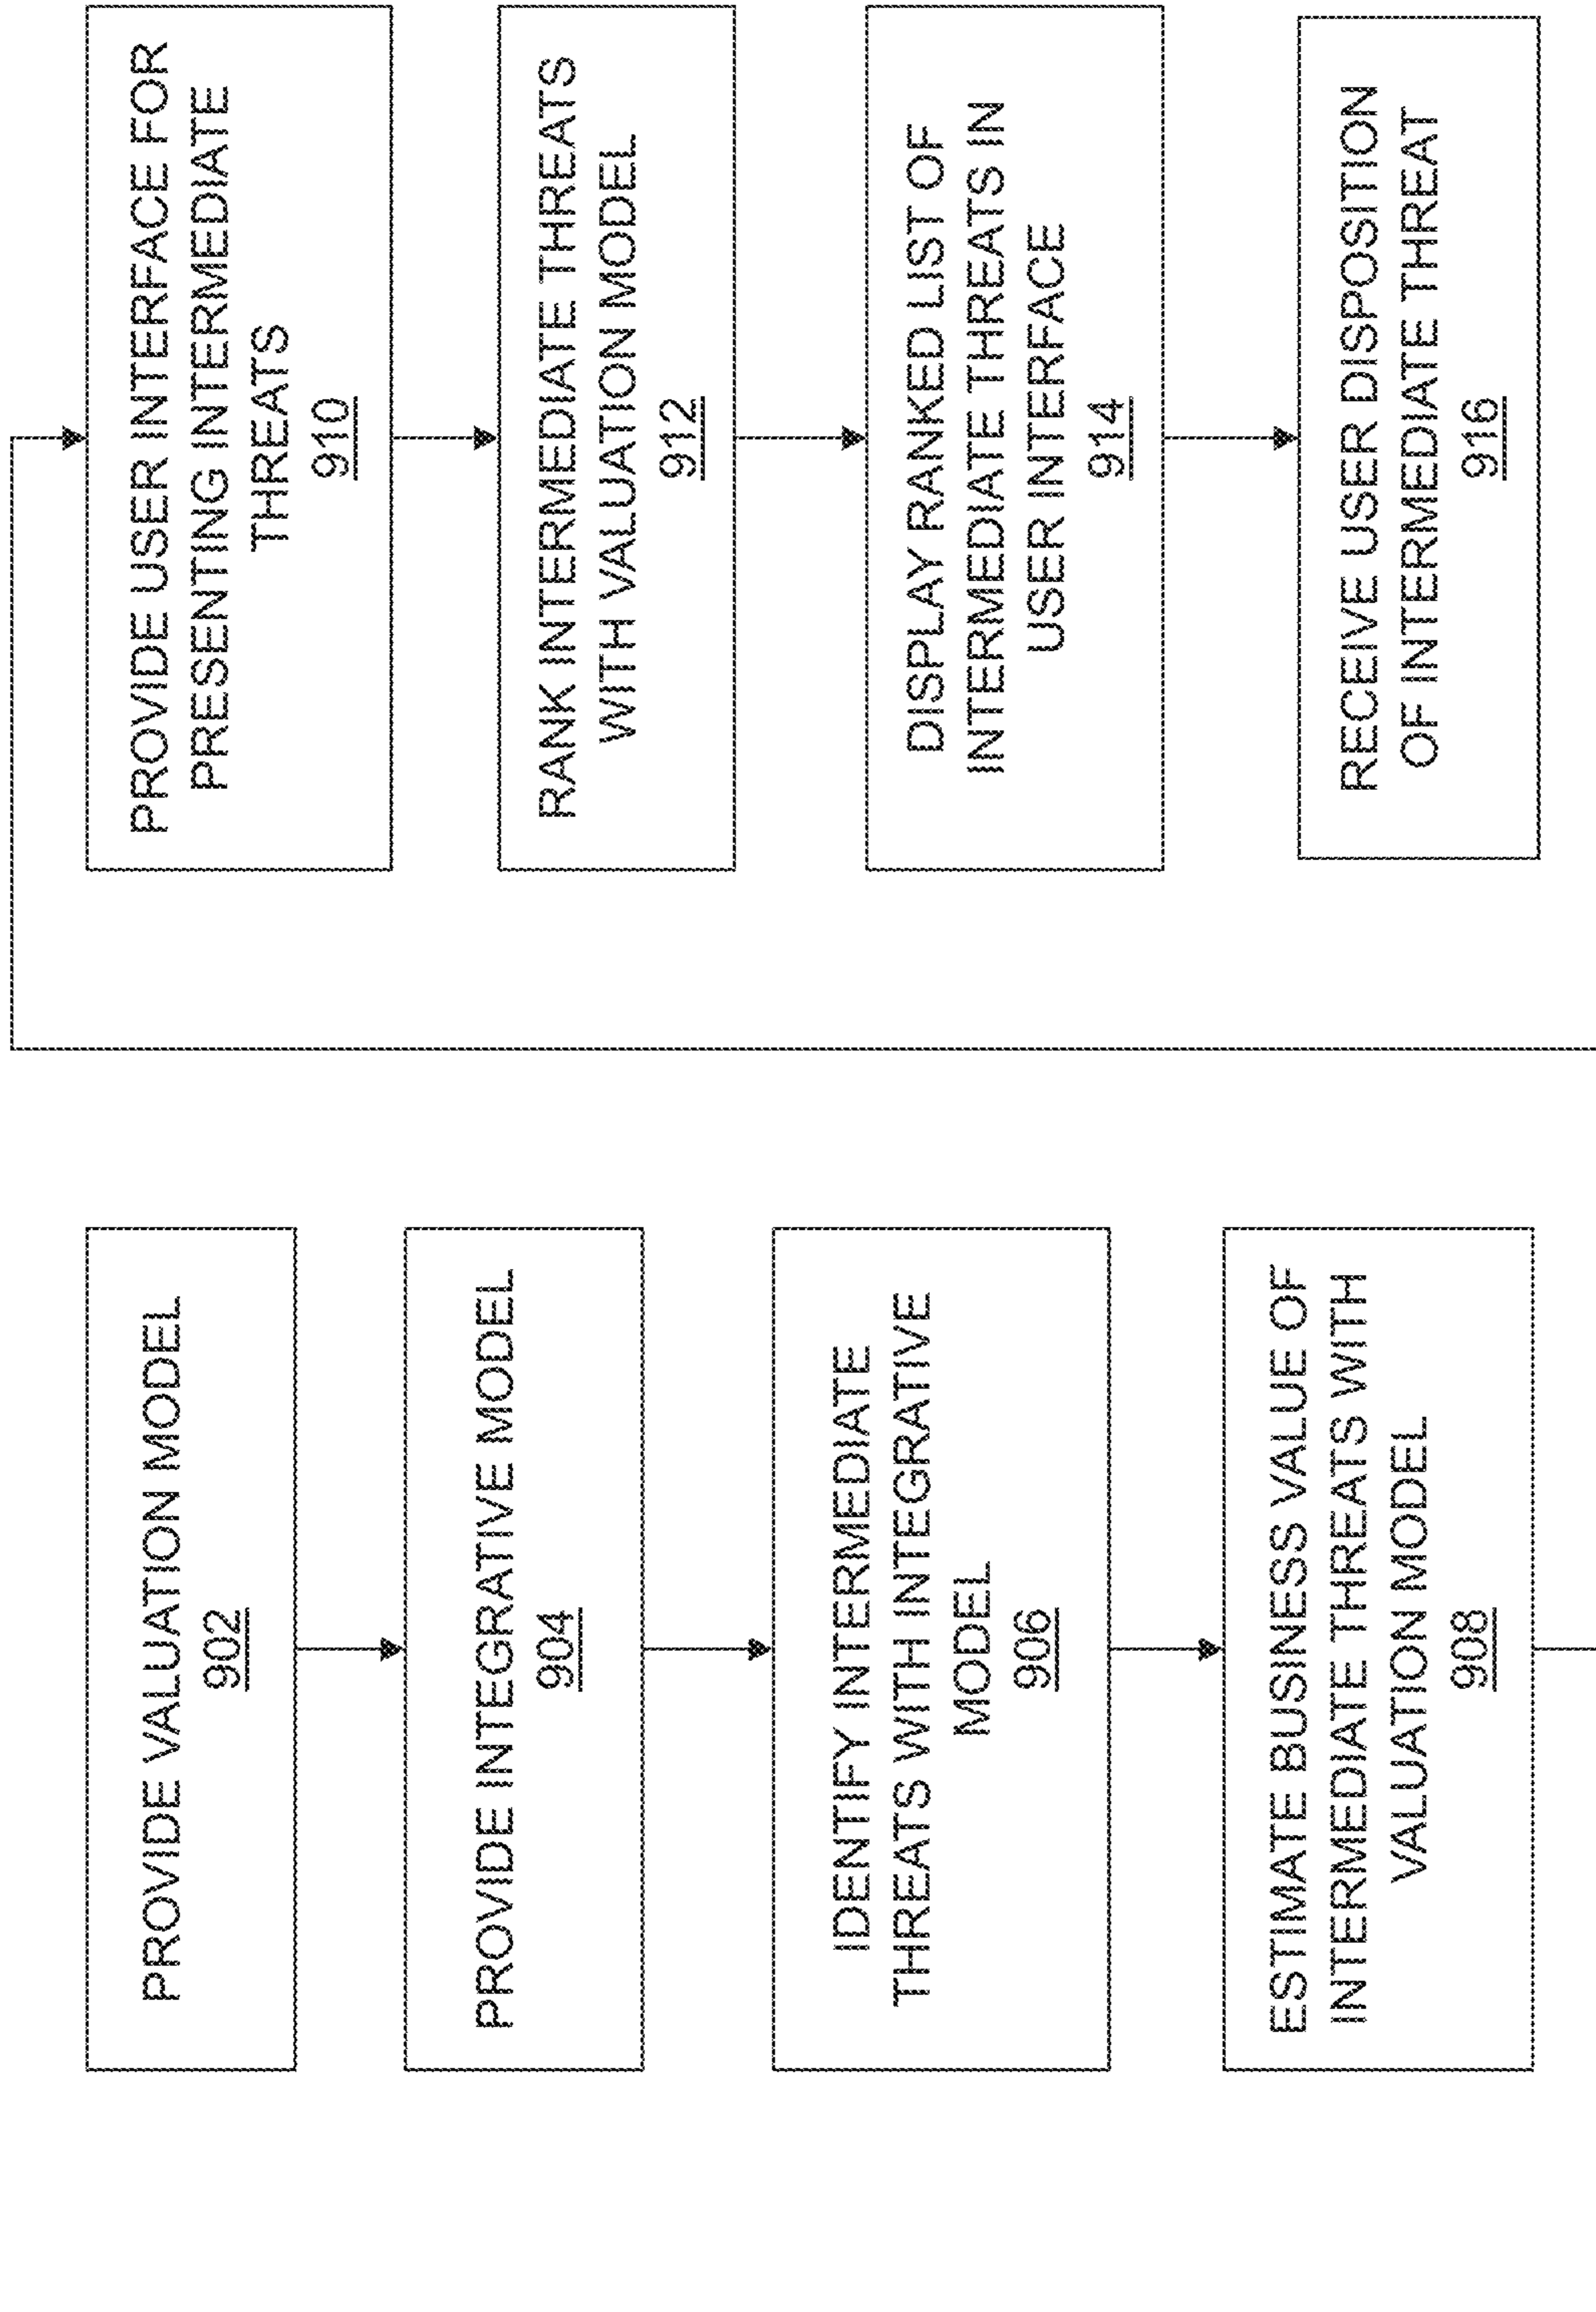 PROVIDE VALUATION MODEL
902
PROVIDE INTEGRATIVE MODEL
904
IDENTIFY INTERMEDIATE
THREATS WITH INTEGRATIVE
MODEL
906
ESTIMATE BUSINESS VALUE OF
INTERMEDIATE THREATS WITH
VALUATION MODEL
908
PROVIDE USER INTERFACE FOR
PRESENTING INTERMEDIATE
THREATS
910
RANK INTERMEDIATE THREATS
WITH VALUATION MODEL
912
DISPLAY RANKED LIST OF
INTERMEDIATE THREATS IN
USER INTERFACE
914
RECEIVE USER DISPOSITION
OF INTERMEDIATE THREAT
916